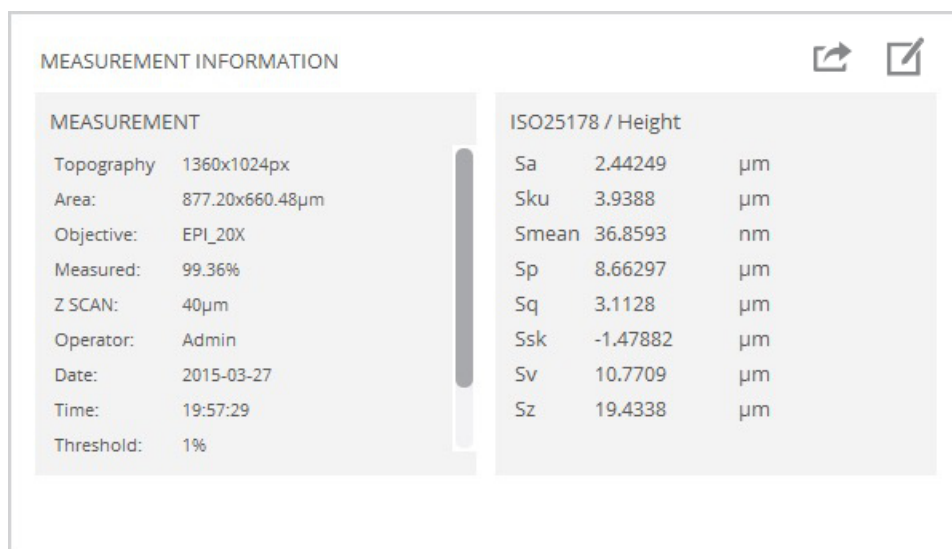 MEASUREMENT INFORMATION
MEASUREMENT
Topography 1360x1024px
Area: 877.20x660.48µm
Objective: EPI_20X
Measured: 99.36%
Z SCAN: 40µm
Operator: Admin
Date: 2015-03-27
Time: 19:57:29
Threshold: 1%
ISO25178 / Height
Sa 2.44249 µm
Sku 3.9388 µm
Smean 36.8593 nm
Sp 8.66297 µm
Sq 3.1128 µm
Ssk -1.47882 µm
Sv 10.7709 µm
Sz 19.4338 µm